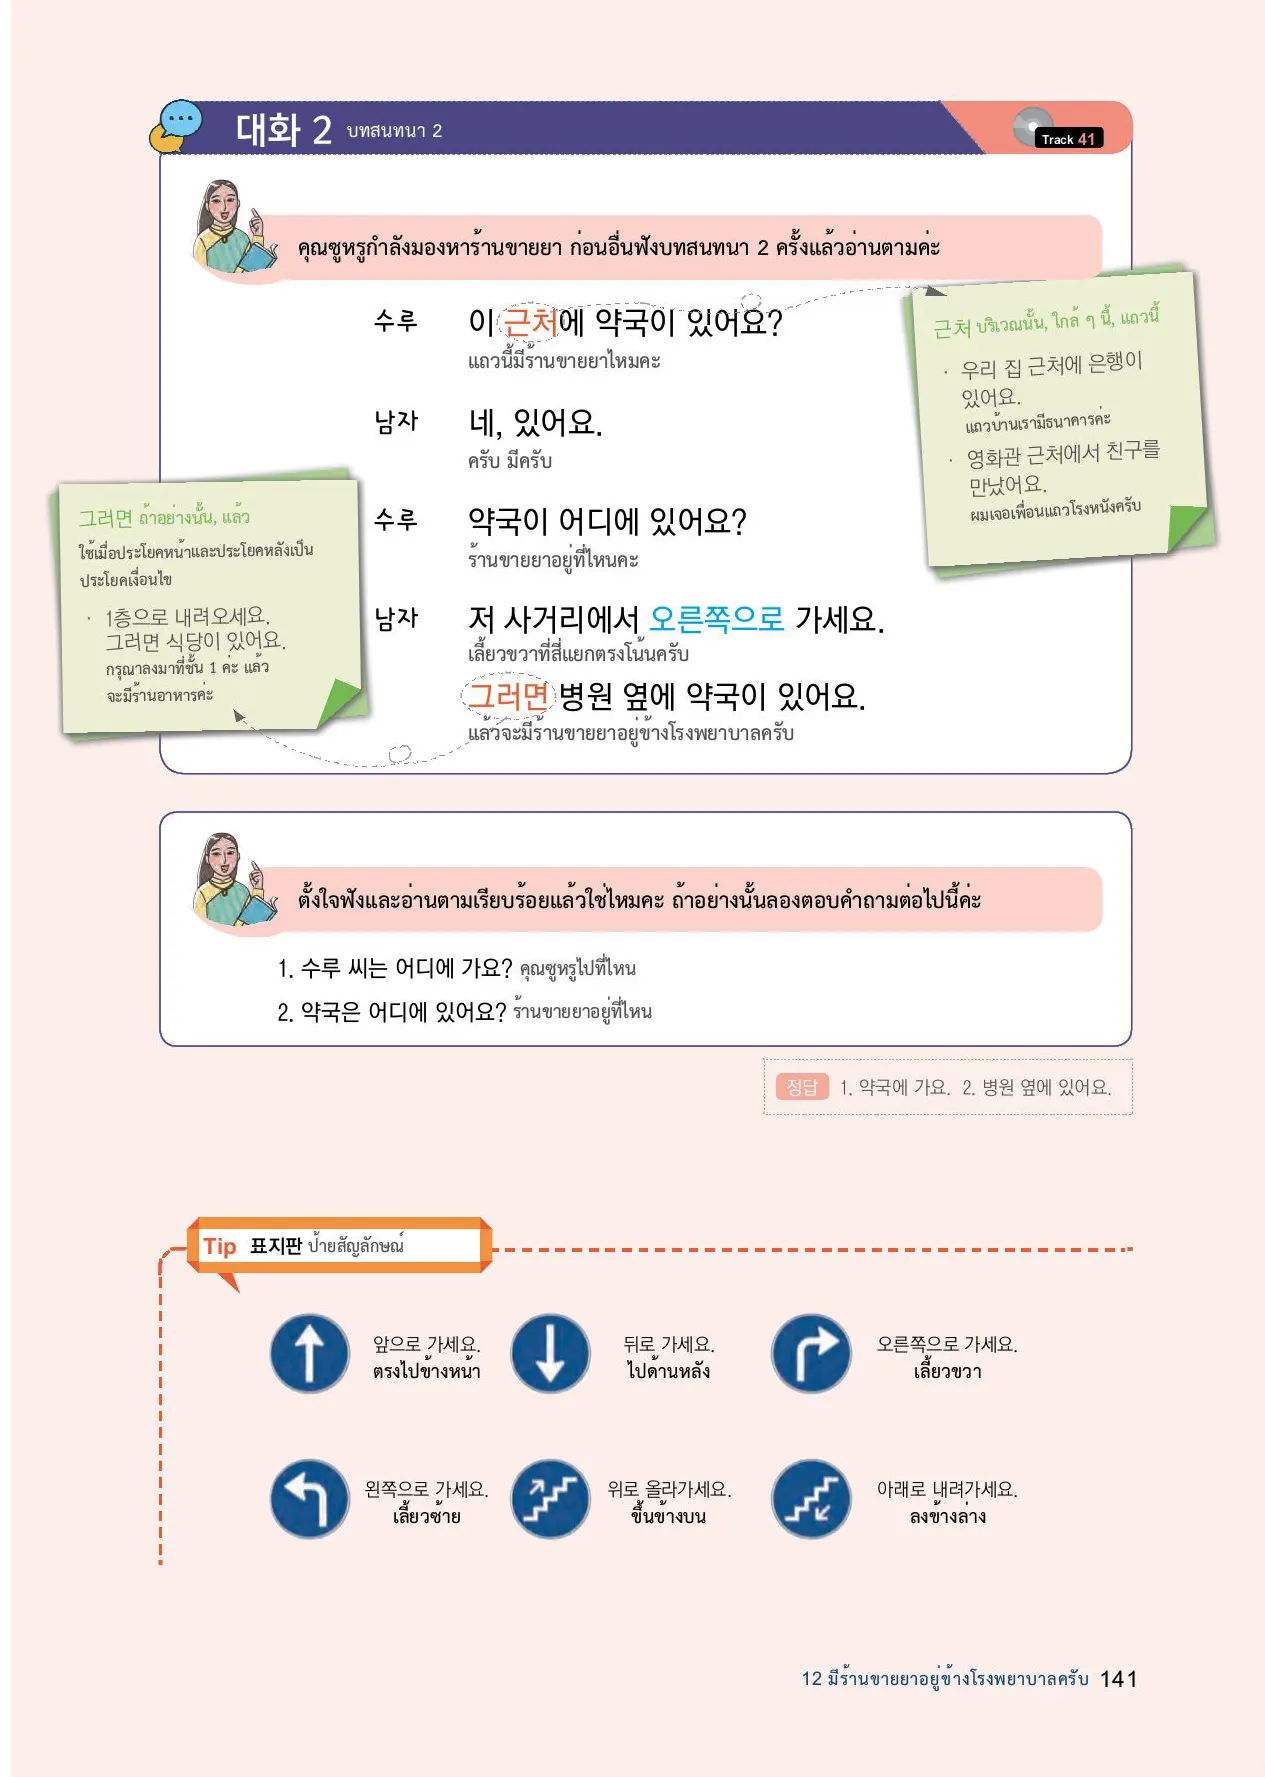 대화 2 บทสนทนา 2
Track 41
คุณซูหรูกำลังมองหาร้านขายยา ก่อนอื่นฟังบทสนทนา 2 ครั้งแล้วอ่านตามค่ะ
수루 이 근처에 약국이 있어요?
แถวนี้มีร้านขายยาไหมคะ
남자 네, 있어요.
ครับ มีครับ
수루 약국이 어디에 있어요?
ร้านขายยาอยู่ที่ไหนคะ
남자 저 사거리에서 오른쪽으로 가세요.
เลี้ยวขวาที่สี่แยกตรงโน้นครับ
그러면 병원 옆에 약국이 있어요.
แล้วจะมีร้านขายยาอยู่ข้างโรงพยาบาลครับ
근처 บริเวณนั้น, ใกล้ ๆ นี้, แถวนี้
· 우리 집 근처에 은행이
있어요.
แถวบ้านเรามีธนาคารค่ะ
· 영화관 근처에서 친구를
만났어요.
ผมเจอเพื่อนแถวโรงหนังครับ
그러면 ถ้าอย่างนั้น, แล้ว
ใช้เมื่อประโยคหน้าและประโยคหลังเป็น
ประโยคเงื่อนไข
· 1층으로 내려오세요.
그러면 식당이 있어요.
กรุณาลงมาที่ชั้น 1 ค่ะ แล้ว
จะมีร้านอาหารค่ะ
ตั้งใจฟังและอ่านตามเรียบร้อยแล้วใช่ไหมคะ ถ้าอย่างนั้นลองตอบคำถามต่อไปนี้ค่ะ
1. 수루 씨는 어디에 가요? คุณซูหรูไปที่ไหน
2. 약국은 어디에 있어요? ร้านขายยาอยู่ที่ไหน
정답 1. 약국에 가요. 2. 병원 옆에 있어요.
Tip 표지판 ป้ายสัญลักษณ์
앞으로 가세요.
ตรงไปข้างหน้า
뒤로 가세요.
ไปด้านหลัง
오른쪽으로 가세요.
เลี้ยวขวา
왼쪽으로 가세요.
เลี้ยวซ้าย
위로 올라가세요.
ขึ้นข้างบน
아래로 내려가세요.
ลงข้างล่าง
12 มีร้านขายยาอยู่ข้างโรงพยาบาลครับ 141